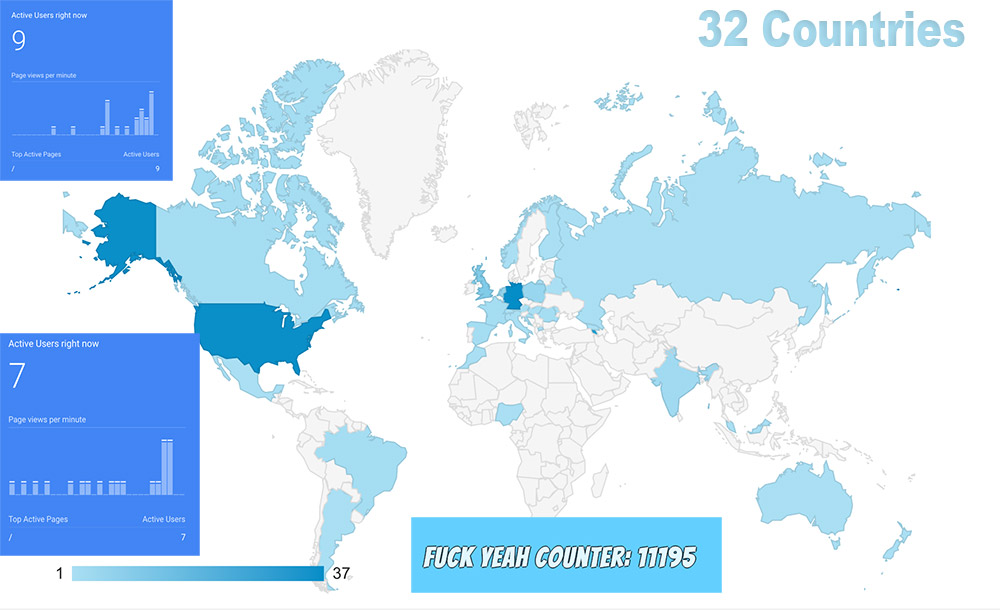 Active Users right now
9
Page views per minute
Top Active Pages Active Users
/ 9
32 Countries
Active Users right now
7
Page views per minute
Top Active Pages Active Users
/ 7
1 37
FUCK YEAH COUNTER: 11195